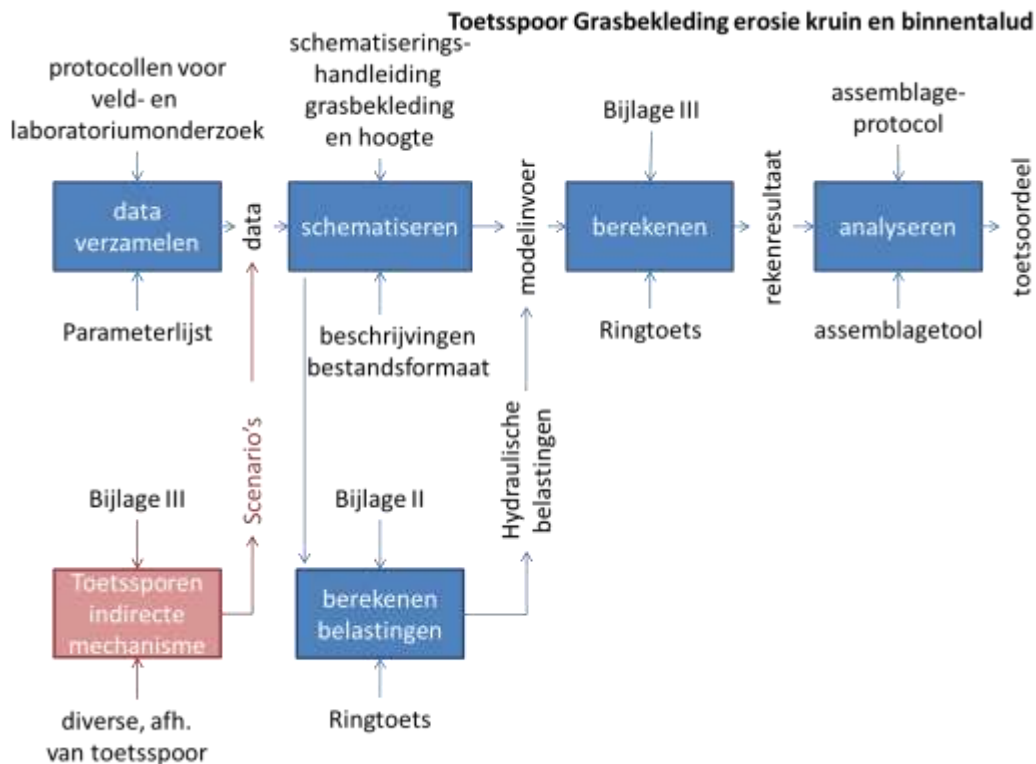 Toetsspoor Grasbekleding erosie kruin en binnentalud
protocollen voor
veld- en
laboratoriumonderzoek
schematiserings-
handleiding
grasbekleding
en hoogte
Bijlage III
assemblage-
protocol
data
verzamelen
data
schematiseren
modelinvoer
berekenen
rekenresultaat
analyseren
toetsoordeel
Parameterlijst
beschrijvingen
bestandsformaat
Ringtoets
assemblagetool
Scenario's
Hydraulische
belastingen
Bijlage III
Bijlage II
Toetssporen
indirecte
mechanisme
berekenen
belastingen
diverse, afh.
van toetsspoor
Ringtoets